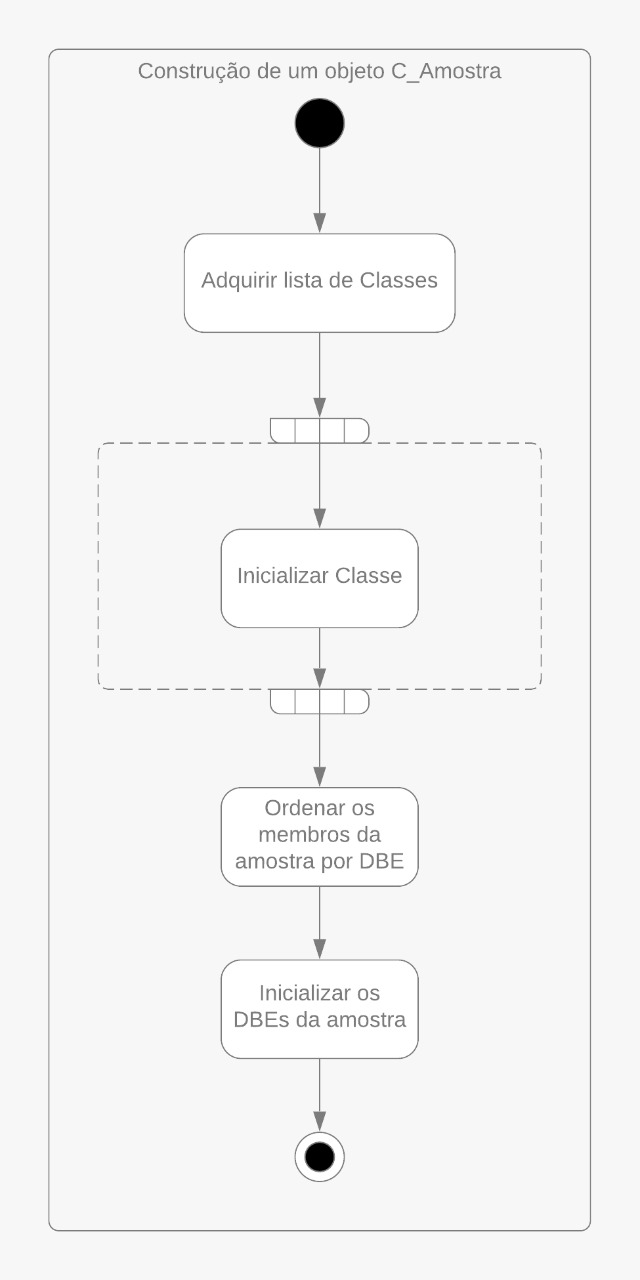 Construção de um objeto C_Amostra
Adquirir lista de Classes
Inicializar Classe
Ordenar os
membros da
amostra por DBE
Inicializar os
DBEs da amostra